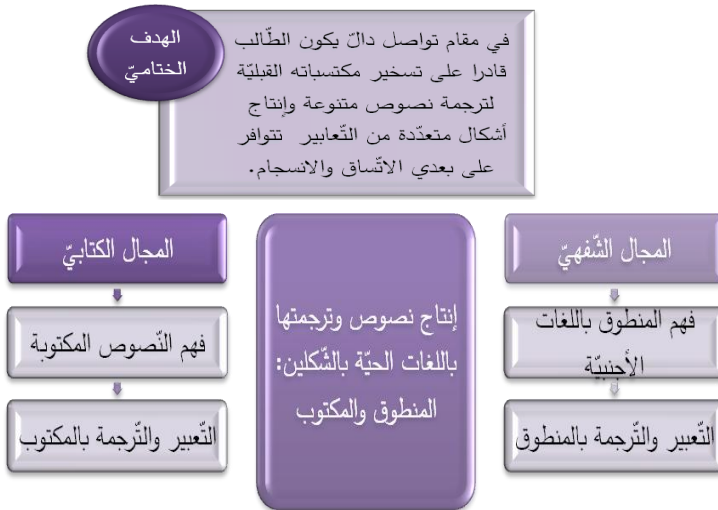 الهدف
الختاميّ
في مقام تواصل دالّ يكون الطّالب
قادرا على تسخير مكتسباته القبليّة
لترجمة نصوص متنوعة وإنتاج
أشكال متعدّدة من التّعابير تتوافر
على بعدي الاتّساق والانسجام.
المجال الشّفهيّ
فهم المنطوق باللغات
الأجنبيّة
التّعبير والتّرجمة بالمنطوق
إنتاج نصوص وترجمتها
باللغات الحيّة بالشّكلين:
المنطوق والمكتوب
المجال الكتابيّ
فهم النّصوص المكتوبة
التّعبير والتّرجمة بالمكتوب